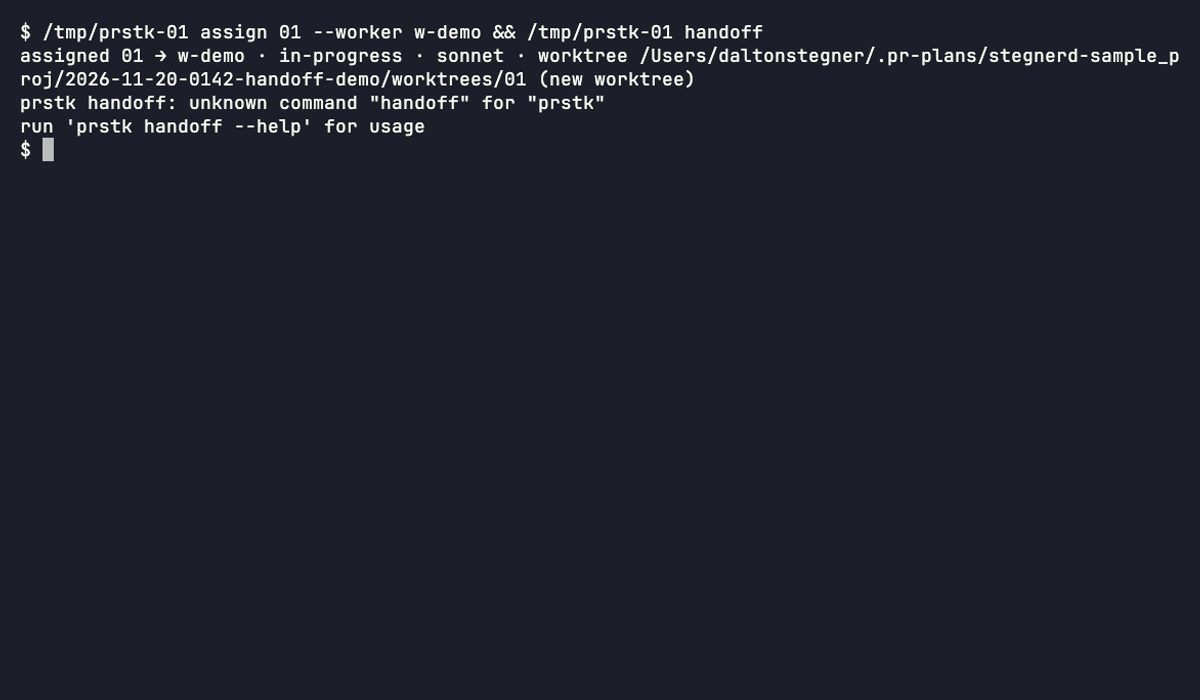 $ /tmp/prstk-01 assign 01 --worker w-demo && /tmp/prstk-01 handoff
assigned 01 → w-demo · in-progress · sonnet · worktree /Users/daltonstegner/.pr-plans/stegnerd-sample_p
roj/2026-11-20-0142-handoff-demo/worktrees/01 (new worktree)
prstk handoff: unknown command "handoff" for "prstk"
run 'prstk handoff --help' for usage
$